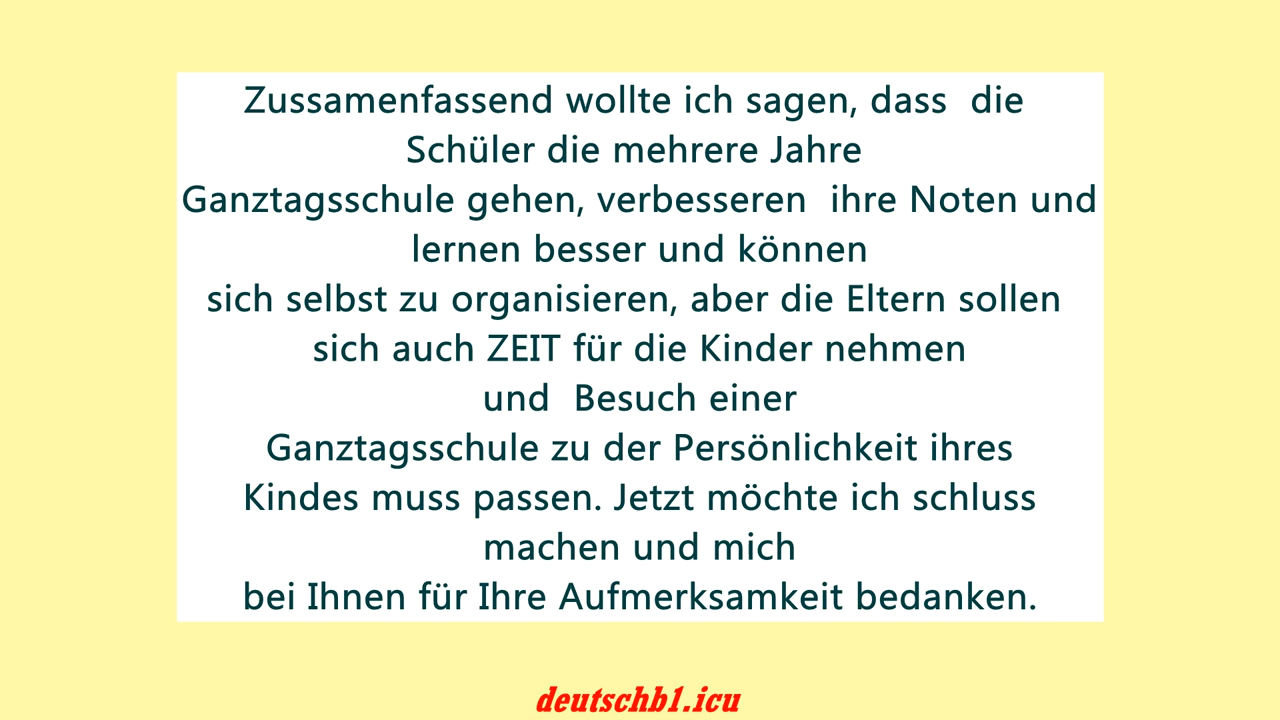 Zussamenfassend wollte ich sagen, dass  die
Schüler die mehrere Jahre
Ganztagsschule gehen, verbesseren  ihre Noten und
lernen besser und können
sich selbst zu organisieren, aber die Eltern sollen
sich auch ZEIT für die Kinder nehmen
und  Besuch einer
Ganztagsschule zu der Persönlichkeit ihres
Kindes muss passen. Jetzt möchte ich schluss
machen und mich
bei Ihnen für Ihre Aufmerksamkeit bedanken.
deutschb1.icu